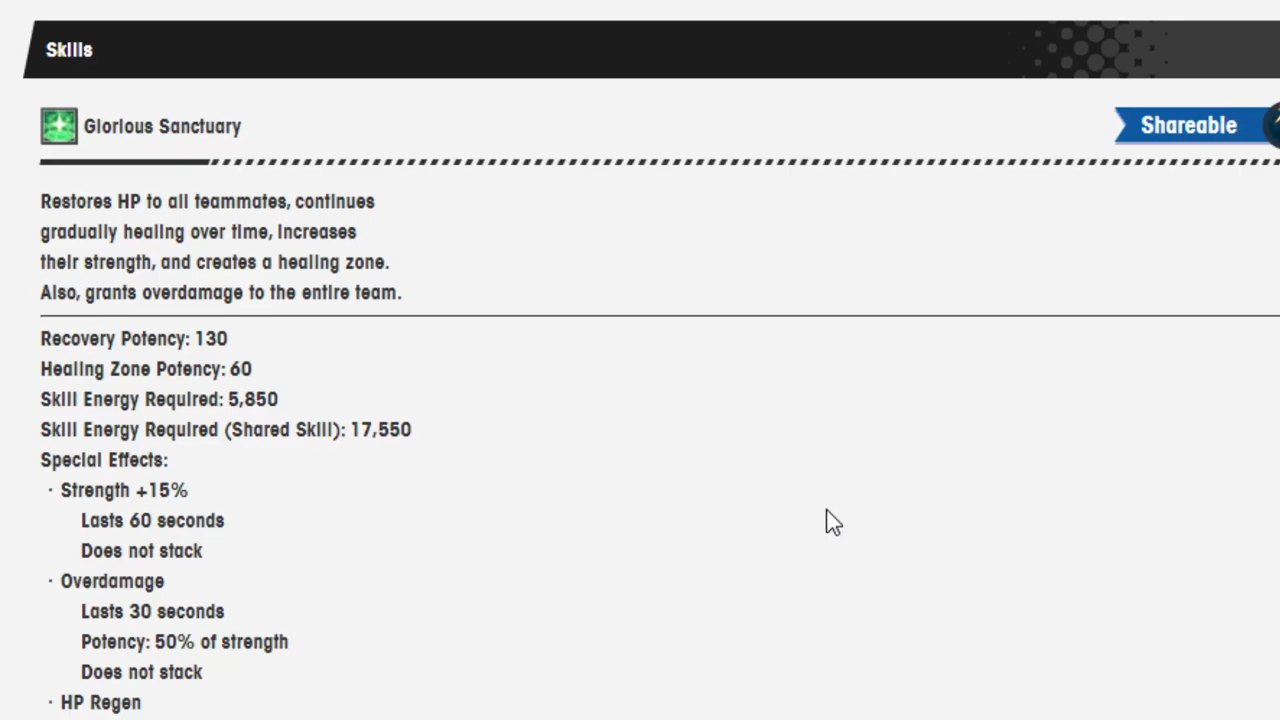 Skills
Glorious Sanctuary
Shareable
Restores HP to all teammates, continues
gradually healing over time, increases
their strength, and creates a healing zone.
Also, grants overdamage to the entire team.
Recovery Potency: 130
Healing Zone Potency: 60
Skill Energy Required: 5,850
Skill Energy Required (Shared Skill): 17,550
Special Effects:
· Strength +15%
Lasts 60 seconds
Does not stack
· Overdamage
Lasts 30 seconds
Potency: 50% of strength
Does not stack
· HP Regen